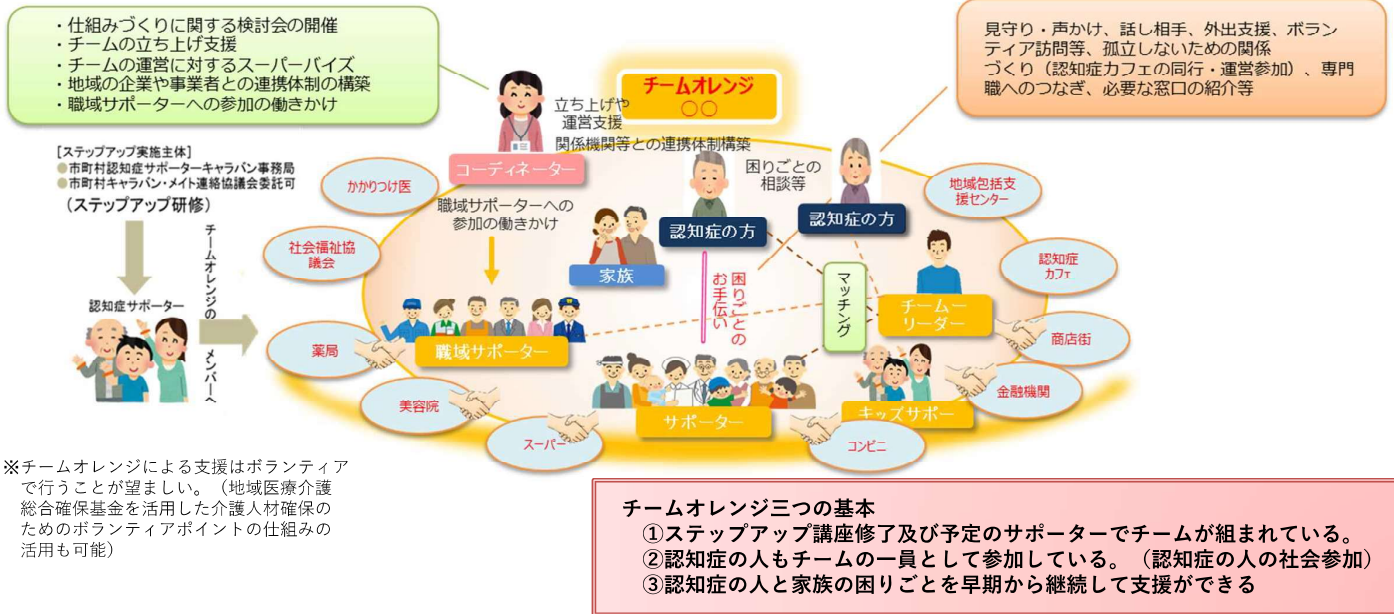 ・仕組みづくりに関する検討会の開催
・チームの立ち上げ支援
・チームの運営に対するスーパーバイズ
・地域の企業や事業者との連携体制の構築
・職域サポーターへの参加の働きかけ
見守り・声かけ、話し相手、外出支援、ボラン
ティア訪問等、孤立しないための関係
づくり（認知症カフェの同行・運営参加）、専門
職へのつなぎ、必要な窓口の紹介等
チームオレンジ
○○
立ち上げや
運営支援
関係機関等との連携体制構築
コーディネーター
職域サポーターへの
参加の働きかけ
困りごとの
相談等
[ステップアップ実施主体]
●市町村認知症サポーターキャラバン事務局
●市町村キャラバン・メイト連絡協議会委託可
（ステップアップ研修）
チームオレンジの
メンバーへ
認知症サポーター
かかりつけ医
社会福祉協
議会
薬局
美容院
スーパー
コンビニ
金融機関
商店街
認知症
カフェ
地域包括支
援センター
認知症の方
認知症の方
家族
困りごとの
お手伝い
マッチング
チームー
リーダー
職域サポーター
サポーター
キッズサポー
※チームオレンジによる支援はボランティア
で行うことが望ましい。（地域医療介護
総合確保基金を活用した介護人材確保の
ためのボランティアポイントの仕組みの
活用も可能）
チームオレンジ三つの基本
①ステップアップ講座修了及び予定のサポーターでチームが組まれている。
②認知症の人もチームの一員として参加している。（認知症の人の社会参加）
③認知症の人と家族の困りごとを早期から継続して支援ができる